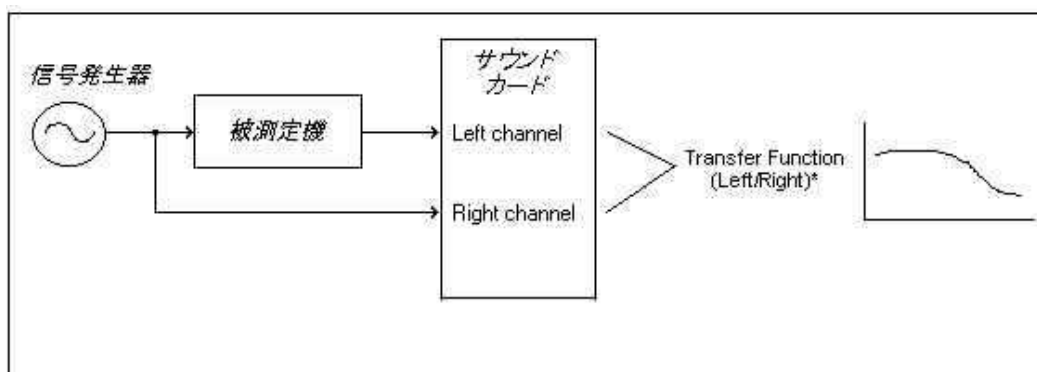 信号発生器
被測定機
サウンド
カード
Left channel
Right channel
Transfer Function
(Left/Right)*